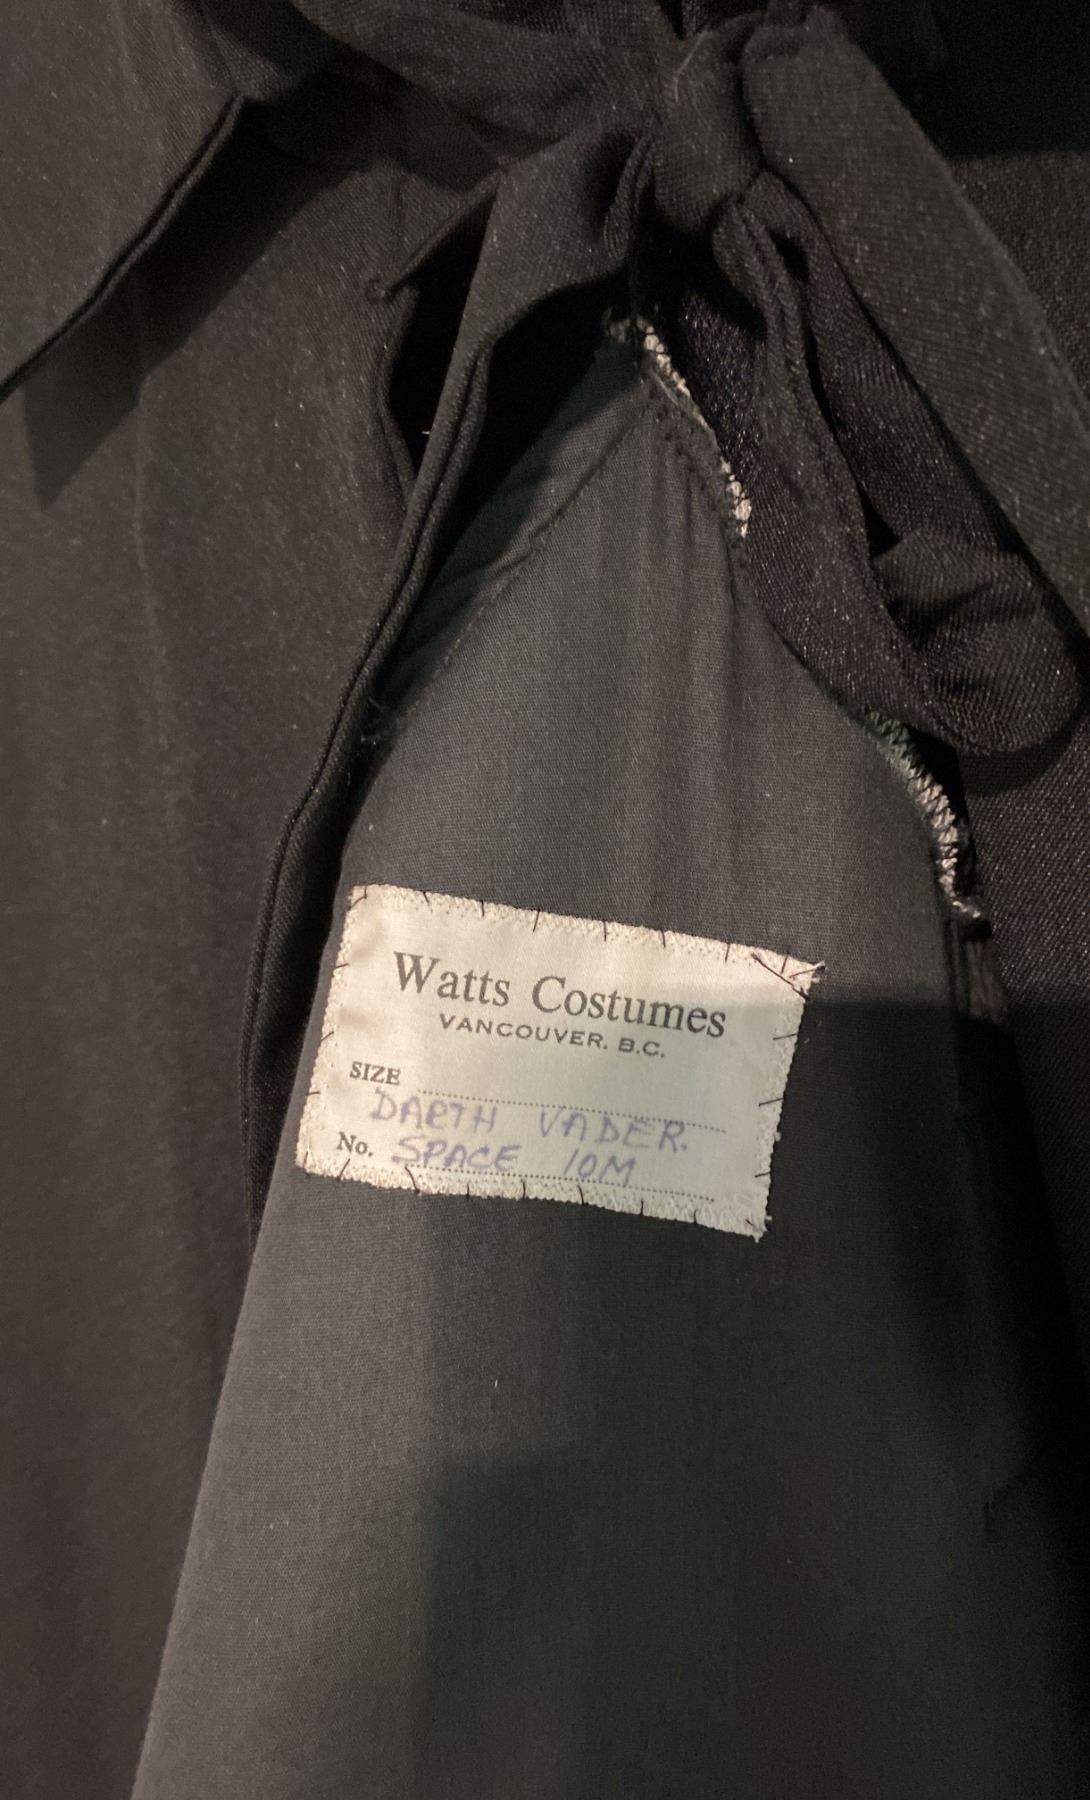 Watts Costumes
VANCOUVER, B.C.
SIZE
DARTH VADER.
No. SPACE 10M